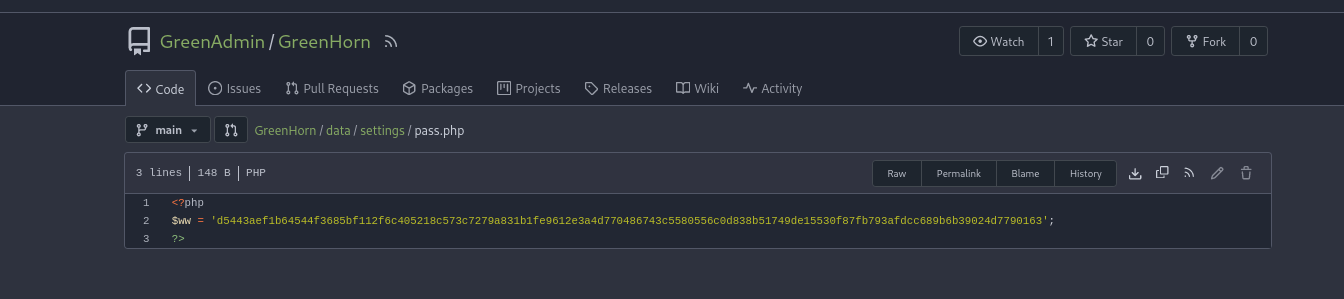 GreenAdmin / GreenHorn
Watch 1 Star 0 Fork 0
Code Issues Pull Requests Packages Projects Releases Wiki Activity
main GreenHorn / data / settings / pass.php
3 lines 148 B PHP Raw Permalink Blame History
1 <?php
2 $ww = 'd5443aef1b64544f3685bf112f6c405218c573c7279a831b1fe9612e3a4d770486743c5580556c0d838b51749de15530f87fb793afdcc689b6b39024d7790163';
3 ?>